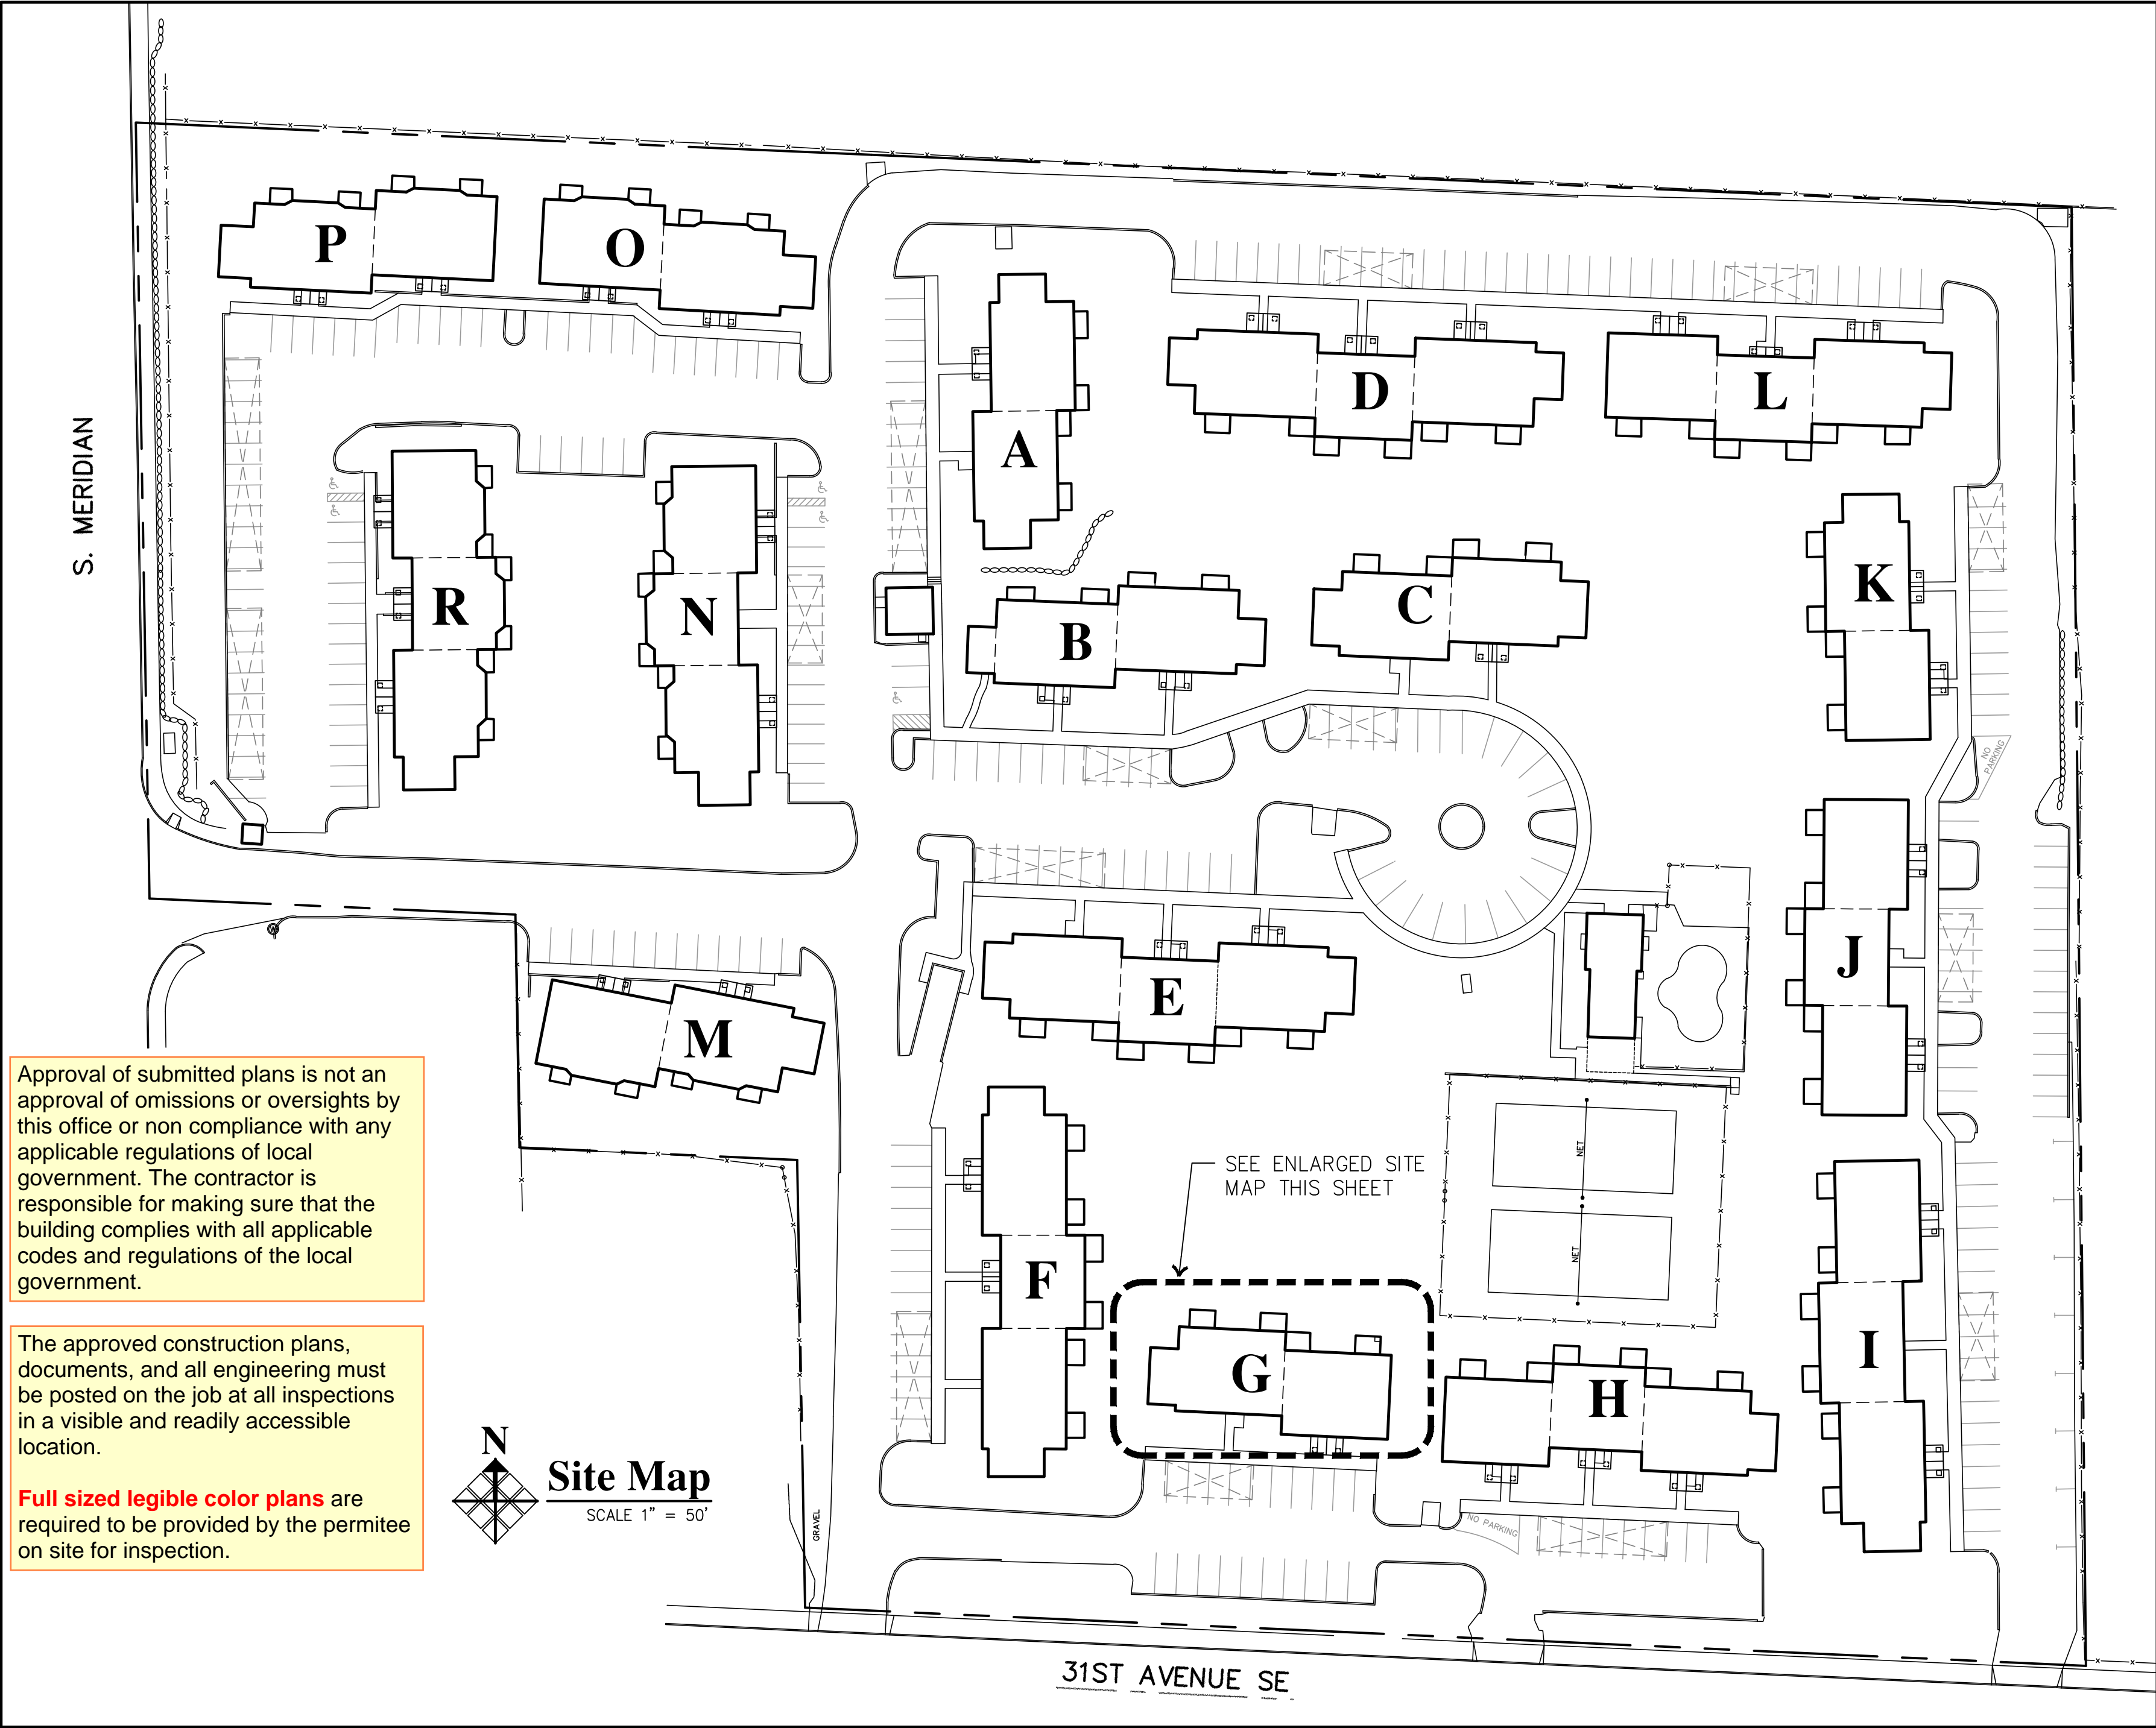 P
O
A
D
L
S. MERIDIAN
R
N
B
C
K
NO
PARKING
E
J
M
W
Approval of submitted plans is not an
approval of omissions or oversights by
this office or non compliance with any
applicable regulations of local
government. The contractor is
responsible for making sure that the
building complies with all applicable
codes and regulations of the local
government.
NET
SEE ENLARGED SITE
MAP THIS SHEET
NET
F
G
H
I
The approved construction plans,
documents, and all engineering must
be posted on the job at all inspections
in a visible and readily accessible
location.
Full sized legible color plans are
required to be provided by the permitee
on site for inspection.
N
Site Map
SCALE 1" = 50'
GRAVEL
NO PARKING
31ST AVENUE SE